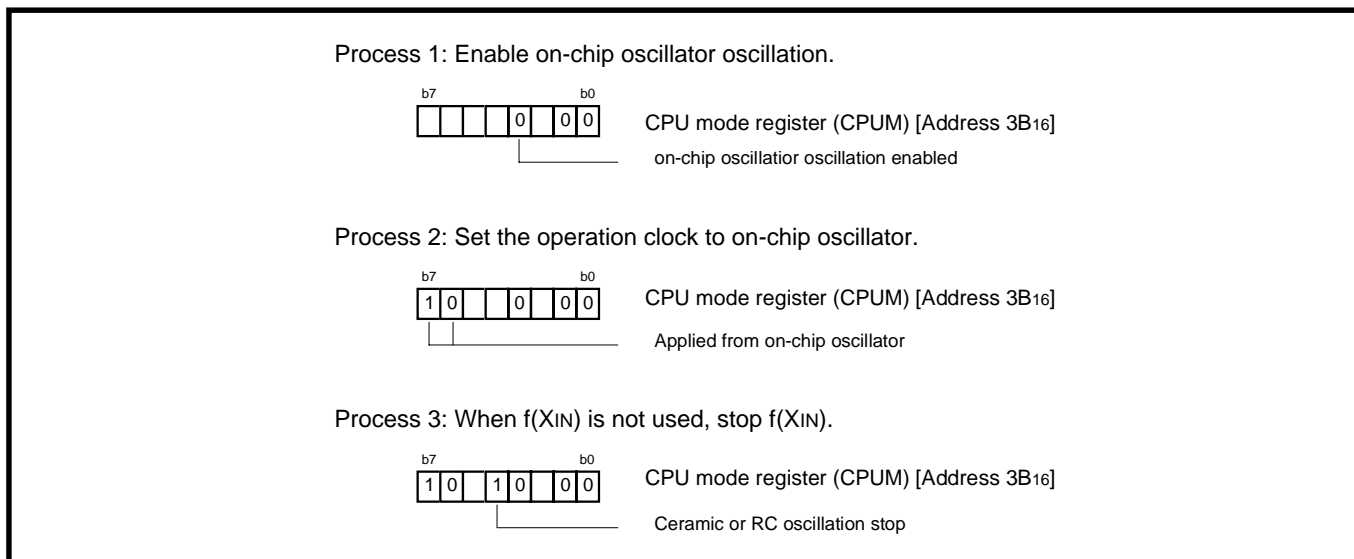 Process 1: Enable on-chip oscillator oscillation.
b7 b0
0 0 0 CPU mode register (CPUM) [Address 3B16]
on-chip oscillatior oscillation enabled
Process 2: Set the operation clock to on-chip oscillator.
b7 b0
1 0 0 0 0 CPU mode register (CPUM) [Address 3B16]
Applied from on-chip oscillator
Process 3: When f(XIN) is not used, stop f(XIN).
b7 b0
1 0 1 0 0 0 CPU mode register (CPUM) [Address 3B16]
Ceramic or RC oscillation stop